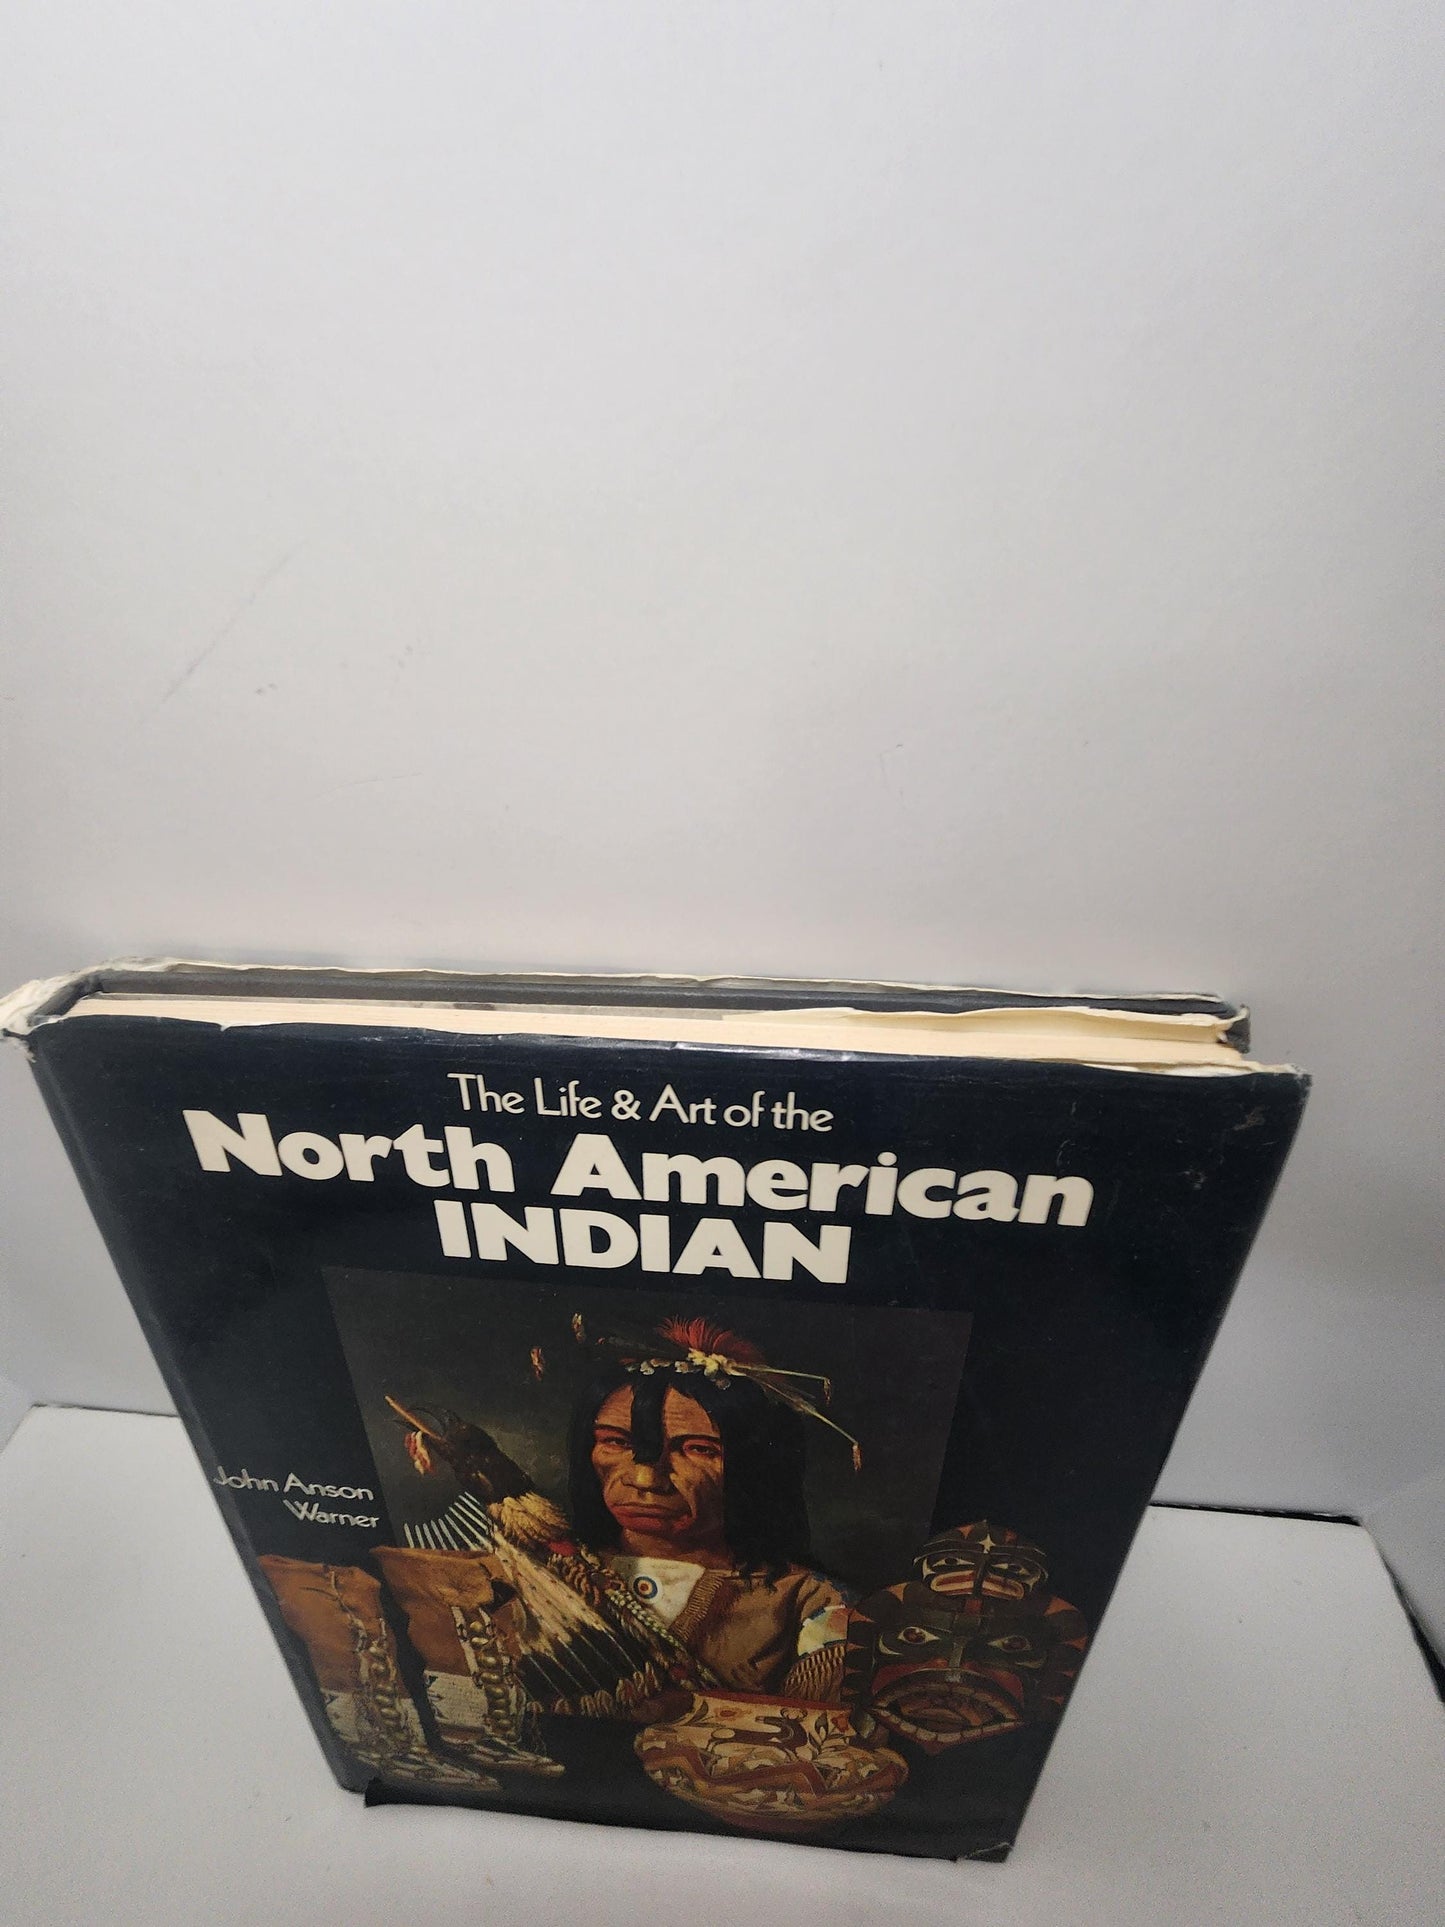 The Life & Art of the
North American
INDIAN
John Anson
Warner